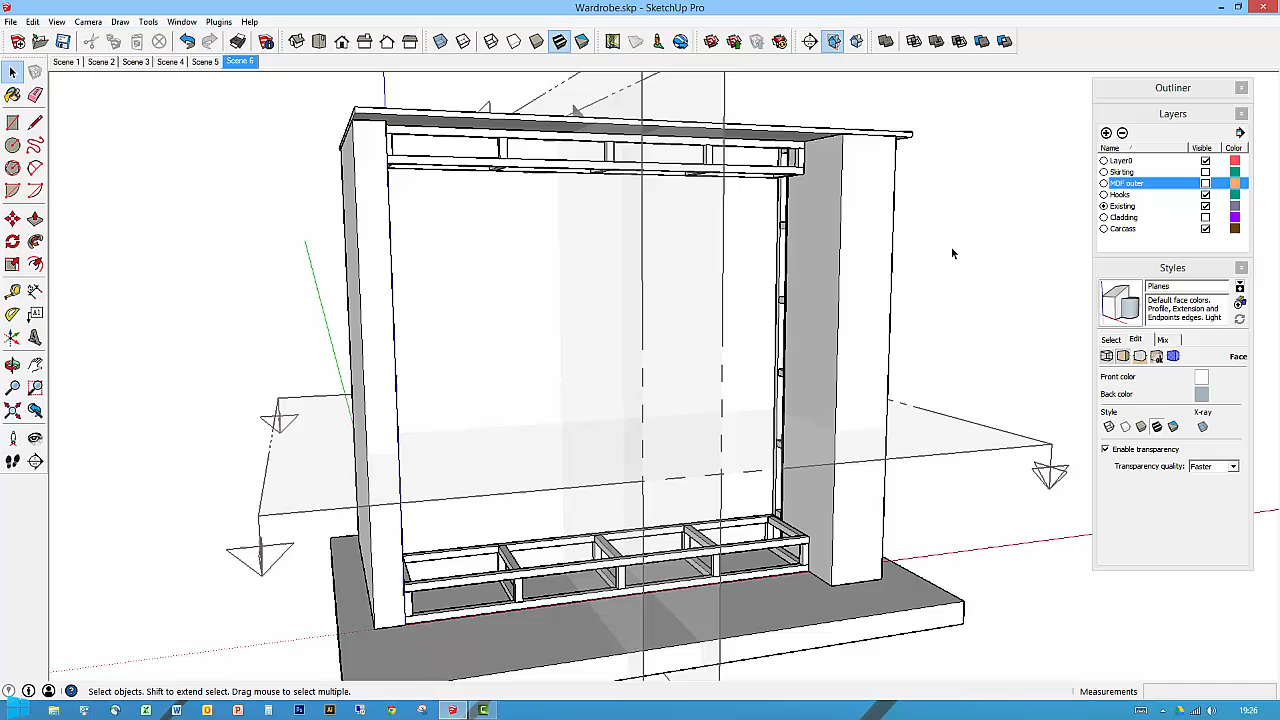 Wardrobe.skp - SketchUp Pro
File Edit View Camera Draw Tools Window Plugins Help
Scene 1 Scene 2 Scene 3 Scene 4 Scene 5 Scene 6
Outliner
Layers
Name Visible Color
Layer0
Skirting
MDF outer
Hooks
Existing
Cladding
Carcass
Styles
Planes
Default face colors.
Profile, Extension and
Endpoints edges. Light
Select Edit Mix
Face
Front color
Back color
Style X-ray
Enable transparency
Transparency quality: Faster
Select objects. Shift to extend select. Drag mouse to select multiple.
Measurements
19:26